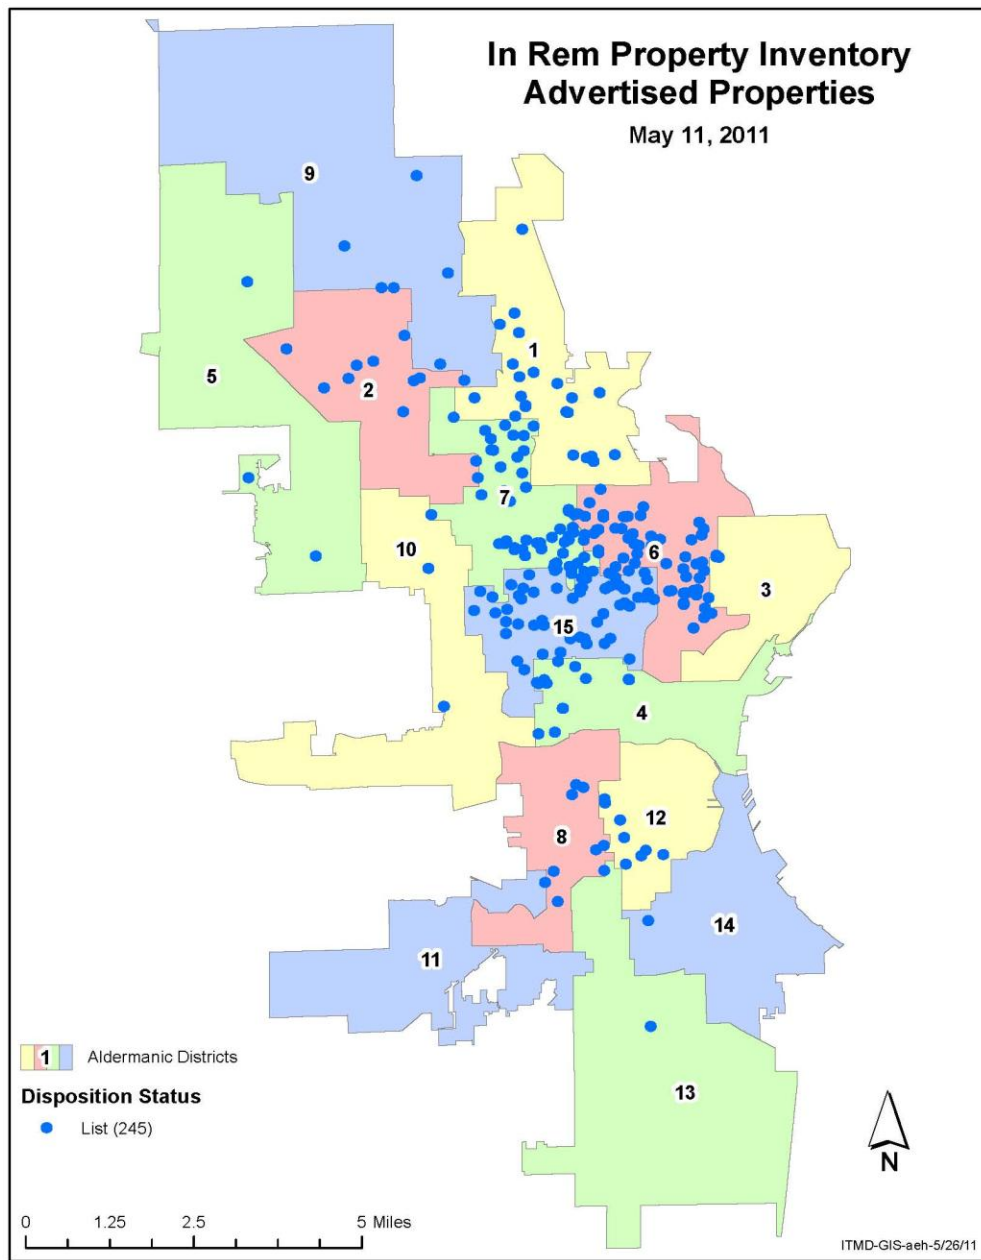 In Rem Property Inventory
Advertised Properties
May 11, 2011
9
1
5
2
7
10
6
3
15
4
12
8
14
11
13
1 Aldermanic Districts
Disposition Status
List (245)
N
0 1.25 2.5 5 Miles
ITMD-GIS-aeh-5/26/11